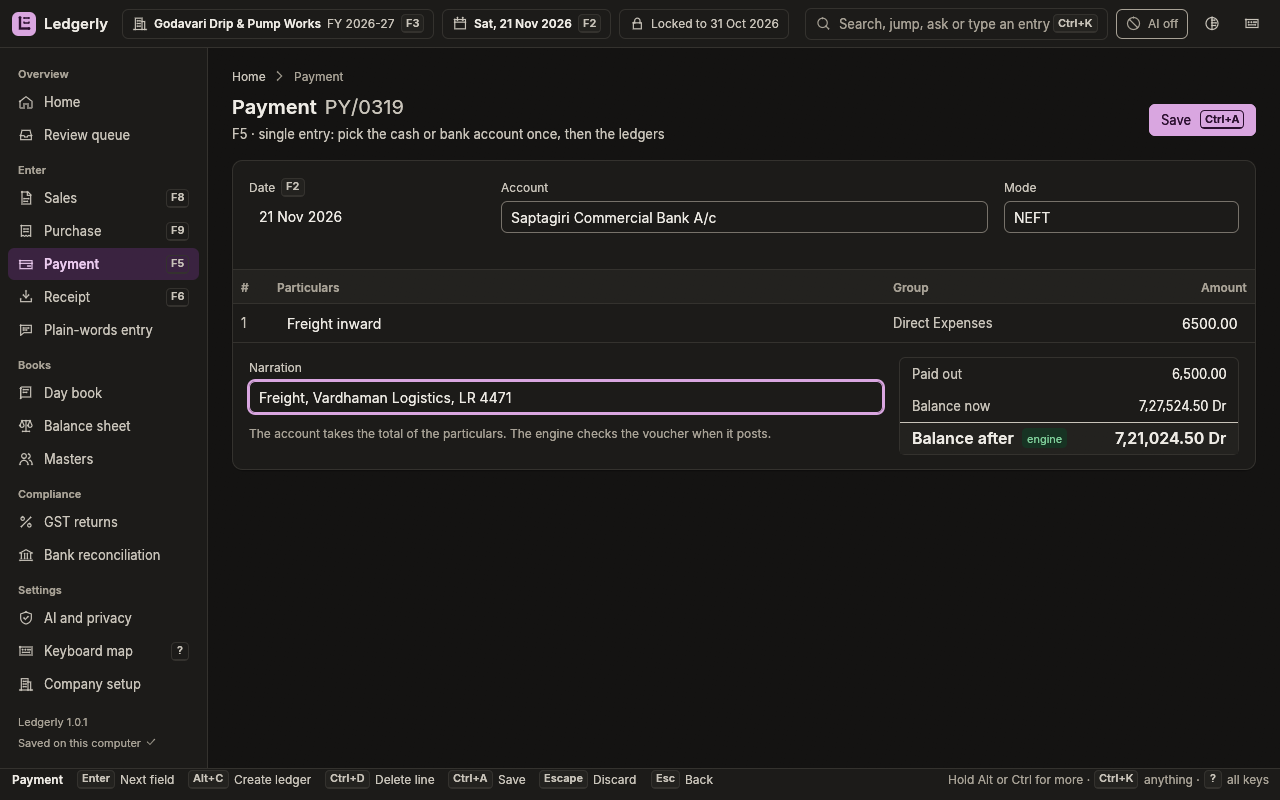 Ledgerly
Godavari Drip & Pump Works FY 2026-27 F3
Sat, 21 Nov 2026 F2
Locked to 31 Oct 2026
Search, jump, ask or type an entry Ctrl+K
AI off
Overview
Home
Review queue
Enter
Sales F8
Purchase F9
Payment F5
Receipt F6
Plain-words entry
Books
Day book
Balance sheet
Masters
Compliance
GST returns
Bank reconciliation
Settings
AI and privacy
Keyboard map ?
Company setup
Ledgerly 1.0.1
Saved on this computer
Home Payment
Payment PY/0319
F5 · single entry: pick the cash or bank account once, then the ledgers
Save Ctrl+A
Date F2 Account Mode
21 Nov 2026 Saptagiri Commercial Bank A/c NEFT
# Particulars Group Amount
1 Freight inward Direct Expenses 6500.00
Narration
Freight, Vardhaman Logistics, LR 4471
The account takes the total of the particulars. The engine checks the voucher when it posts.
Paid out 6,500.00
Balance now 7,27,524.50 Dr
Balance after engine 7,21,024.50 Dr
Payment Enter Next field Alt+C Create ledger Ctrl+D Delete line Ctrl+A Save Escape Discard Esc Back Hold Alt or Ctrl for more · Ctrl+K anything · ? all keys